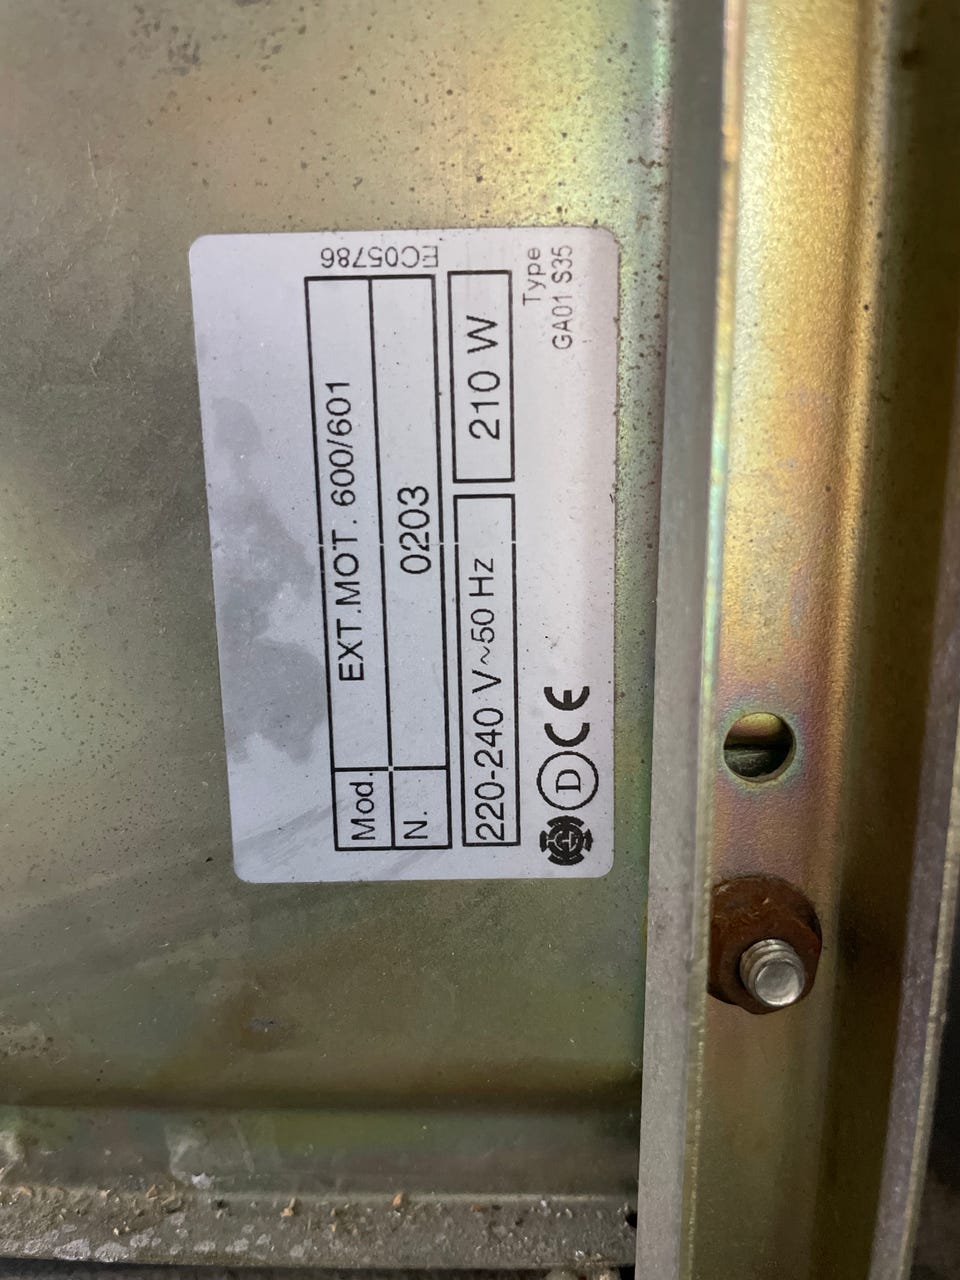 Mod. EXT.MOT. 600/601
N. 0203
220-240 V ~50 Hz 210 W
D CE
Type
GA01 S35
EC05786